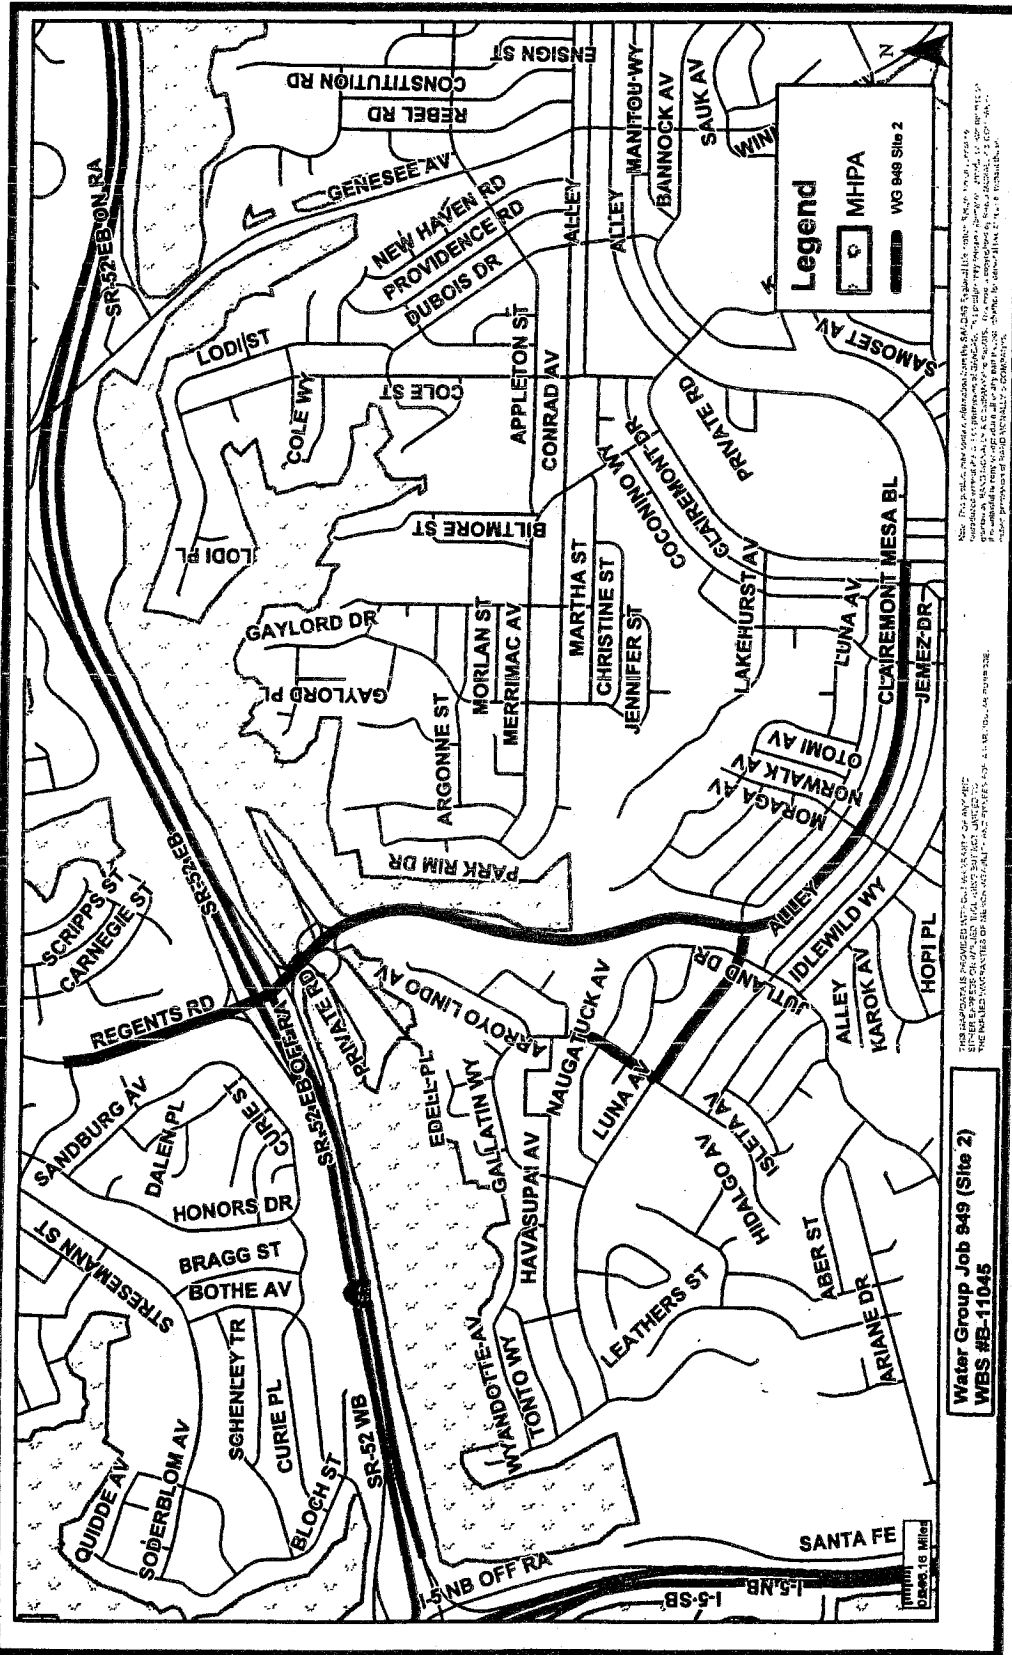 SR-52 EB ON RA
ENSIGN ST
CONSTITUTION RD
REBEL RD
GENESEE AV
NEW HAVEN RD
PROVIDENCE RD
DUBOIS DR
ALLEY
ALLEY
MANITOU WY
BANNOCK AV
SAUK AV
WINN
N
Legend
MHPA
WG 949 Site 2
K
SAMOSET AV
LODI ST
COLE WY
COLE ST
APPLETON ST
CONRAD AV
LODI PL
BILTMORE ST
COCONINO WY
CLAIREMONT DR
PRIVATE RD
GAYLORD DR
GAYLORD PL
MORLAN ST
MERRIMAC AV
ARGONNE ST
MARTHA ST
CHRISTINE ST
JENNIFER ST
LAKEHURST AV
LUNA AV
CLAIREMONT MESA BL
JEMEZ DR
OTOMI AV
NORWALK AV
MORAGA AV
PARK RIM DR
SR-52 EB
SCRIPPS ST
CARNEGIE ST
REGENTS RD
SR-52 EB OFF RA
PRIVATE RD
ARROYO LINDO AV
ALLEY
IDLEWILD WY
JUTLAND DR
ALLEY
KAROK AV
HOPI PL
NAUGATUCK AV
LUNA AV
EDELL PL
GALLATIN WY
HAVASUPAI AV
ISLETA AV
HIDALGO AV
SANDBURG AV
DALEN PL
CURIE ST
HONORS DR
STRESEMANN ST
BRAGG ST
BOTHE AV
LEATHERS ST
ABER ST
ARIANE DR
WYANDOTTE AV
TONTO WY
SCHENLEY TR
CURIE PL
SR-52 WB
BLOCH ST
QUIDDE AV
SODERBLOM AV
I-5 NB OFF RA
I-5 SB
I-5 NB
SANTA FE
Miles
Water Group Job 949 (Site 2)
WBS #B-11045